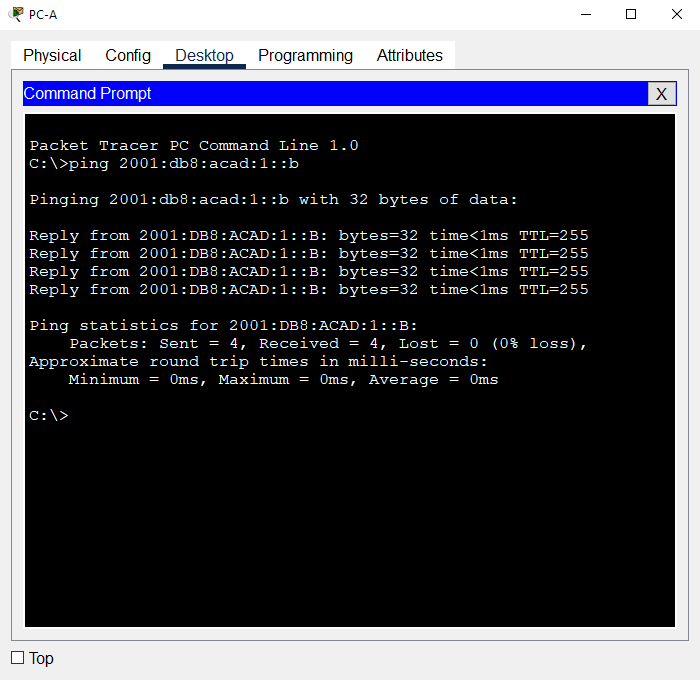 PC-A
Physical Config Desktop Programming Attributes
Command Prompt X
Packet Tracer PC Command Line 1.0
C:\>ping 2001:db8:acad:1::b
Pinging 2001:db8:acad:1::b with 32 bytes of data:
Reply from 2001:DB8:ACAD:1::B: bytes=32 time<1ms TTL=255
Reply from 2001:DB8:ACAD:1::B: bytes=32 time<1ms TTL=255
Reply from 2001:DB8:ACAD:1::B: bytes=32 time<1ms TTL=255
Reply from 2001:DB8:ACAD:1::B: bytes=32 time<1ms TTL=255
Ping statistics for 2001:DB8:ACAD:1::B:
Packets: Sent = 4, Received = 4, Lost = 0 (0% loss),
Approximate round trip times in milli-seconds:
Minimum = 0ms, Maximum = 0ms, Average = 0ms
C:\>
Top